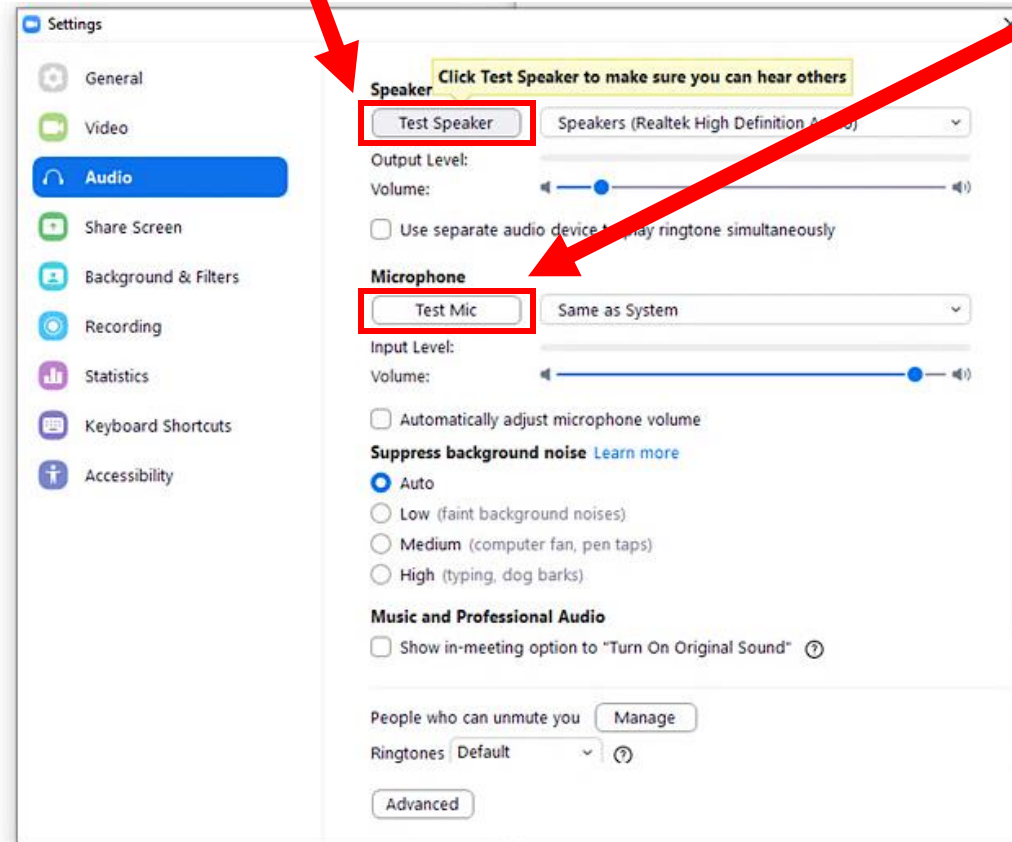 Settings
General
Video
Audio
Share Screen
Background & Filters
Recording
Statistics
Keyboard Shortcuts
Accessibility
Click Test Speaker to make sure you can hear others
Speaker
Test Speaker Speakers (Realtek High Definition
Output Level:
Volume:
Use separate audio device play ringtone simultaneously
Microphone
Test Mic Same as System
Input Level:
Volume:
Automatically adjust microphone volume
Suppress background noise Learn more
Auto
Low (faint background noises)
Medium (computer fan, pen taps)
High (typing, dog barks)
Music and Professional Audio
Show in-meeting option to "Turn On Original Sound" ?
People who can unmute you Manage
Ringtones Default ?
Advanced